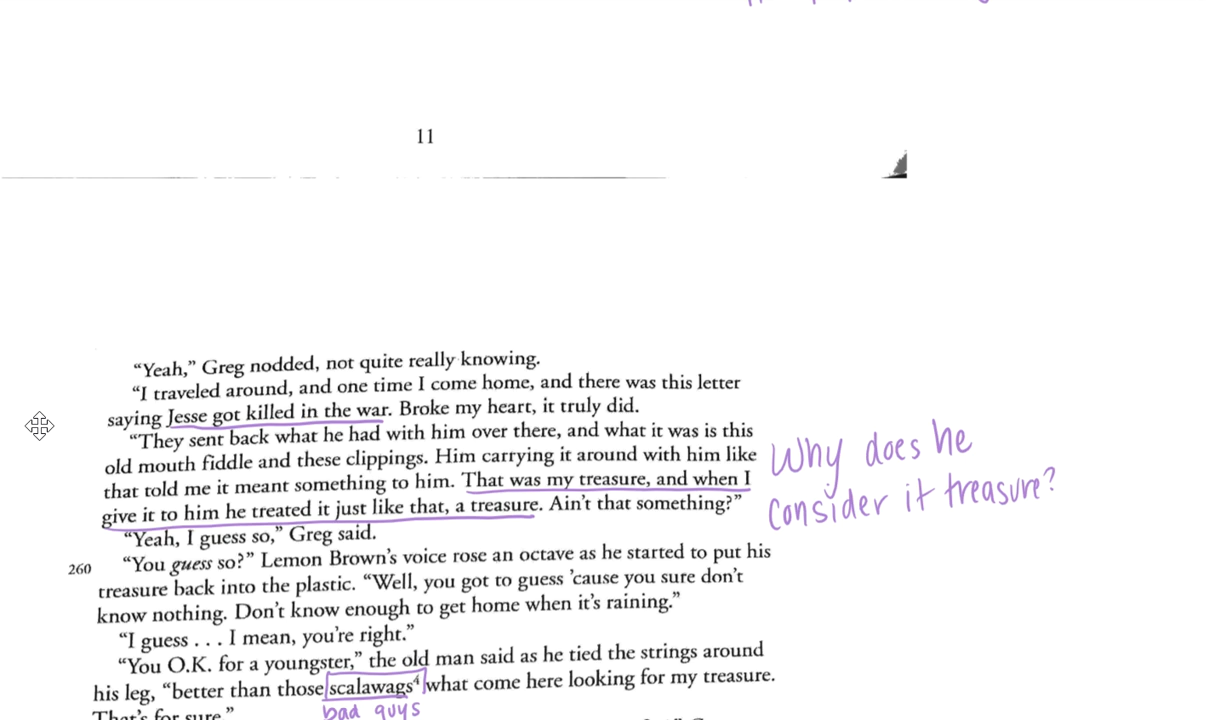 11
“Yeah,” Greg nodded, not quite really knowing.
“I traveled around, and one time I come home, and there was this letter
saying Jesse got killed in the war. Broke my heart, it truly did.
“They sent back what he had with him over there, and what it was is this
old mouth fiddle and these clippings. Him carrying it around with him like
that told me it meant something to him. That was my treasure, and when I
give it to him he treated it just like that, a treasure. Ain’t that something?”
Why does he
consider it treasure?
“Yeah, I guess so,” Greg said.
260 “You guess so?” Lemon Brown’s voice rose an octave as he started to put his
treasure back into the plastic. “Well, you got to guess ’cause you sure don’t
know nothing. Don’t know enough to get home when it’s raining.”
“I guess . . . I mean, you’re right.”
“You O.K. for a youngster,” the old man said as he tied the strings around
his leg, “better than those scalawags⁴ what come here looking for my treasure.
That’s for sure.”
bad guys